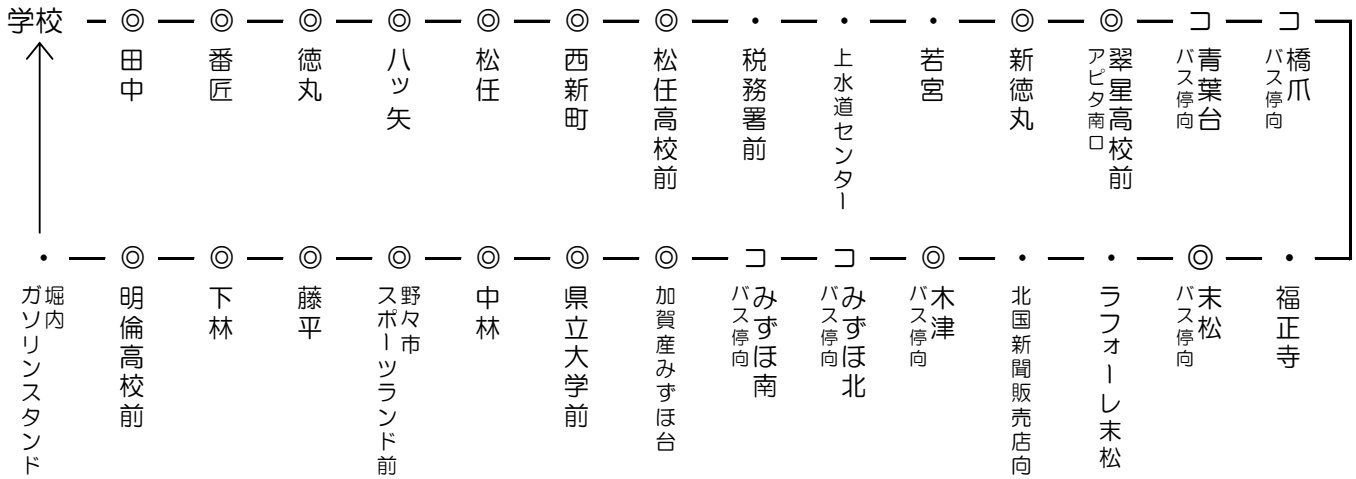 学校
◎
田中
◎
番匠
◎
徳丸
◎
八ツ矢
◎
松任
◎
西新町
◎
松任高校前
・
税務署前
・
上水道センター
・
若宮
◎
新徳丸
◎
翠星高校前
アピタ南口
コ
青葉台
バス停向
コ
橋爪
バス停向
・
福正寺
◎
末松
バス停向
・
ラフォーレ末松
・
北国新聞販売店向
◎
木津
バス停向
コ
みずほ北
バス停向
コ
みずほ南
バス停向
◎
加賀産みずほ台
◎
県立大学前
◎
中林
◎
野々市
スポーツランド前
◎
藤平
◎
下林
◎
明倫高校前
・
堀内
ガソリンスタンド